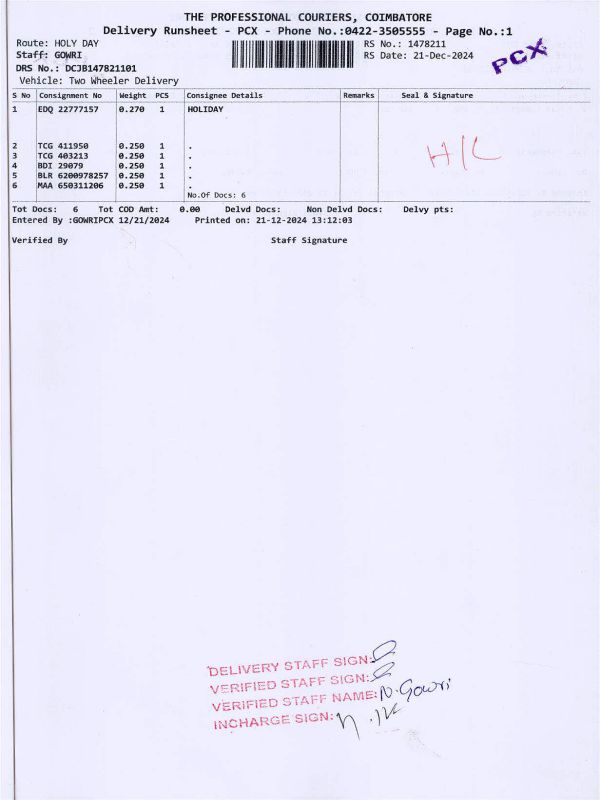 THE PROFESSIONAL COURIERS, COIMBATORE
Delivery Runsheet - PCX - Phone No.:0422-3505555 - Page No.:1
Route: HOLY DAY RS No.: 1478211
Staff: GOWRI RS Date: 21-Dec-2024
PCX
DRS No.: DCJB147821101
Vehicle: Two Wheeler Delivery
S No Consignment No Weight PCS Consignee Details Remarks Seal & Signature
1 EDQ 22777157 0.270 1 HOLIDAY
2 TCG 411950 0.250 1 .
3 TCG 403213 0.250 1 .
4 BDI 29079 0.250 1 .
5 BLR 6200978257 0.250 1 .
6 MAA 650311206 0.250 1 .
No.Of Docs: 6
Tot Docs: 6 Tot COD Amt: 0.00 Delvd Docs: Non Delvd Docs: Delvy pts:
Entered By :GOWRIPCX 12/21/2024 Printed on: 21-12-2024 13:12:03
Verified By Staff Signature
DELIVERY STAFF SIGN:
VERIFIED STAFF SIGN:
VERIFIED STAFF NAME: N. Gowri
INCHARGE SIGN: